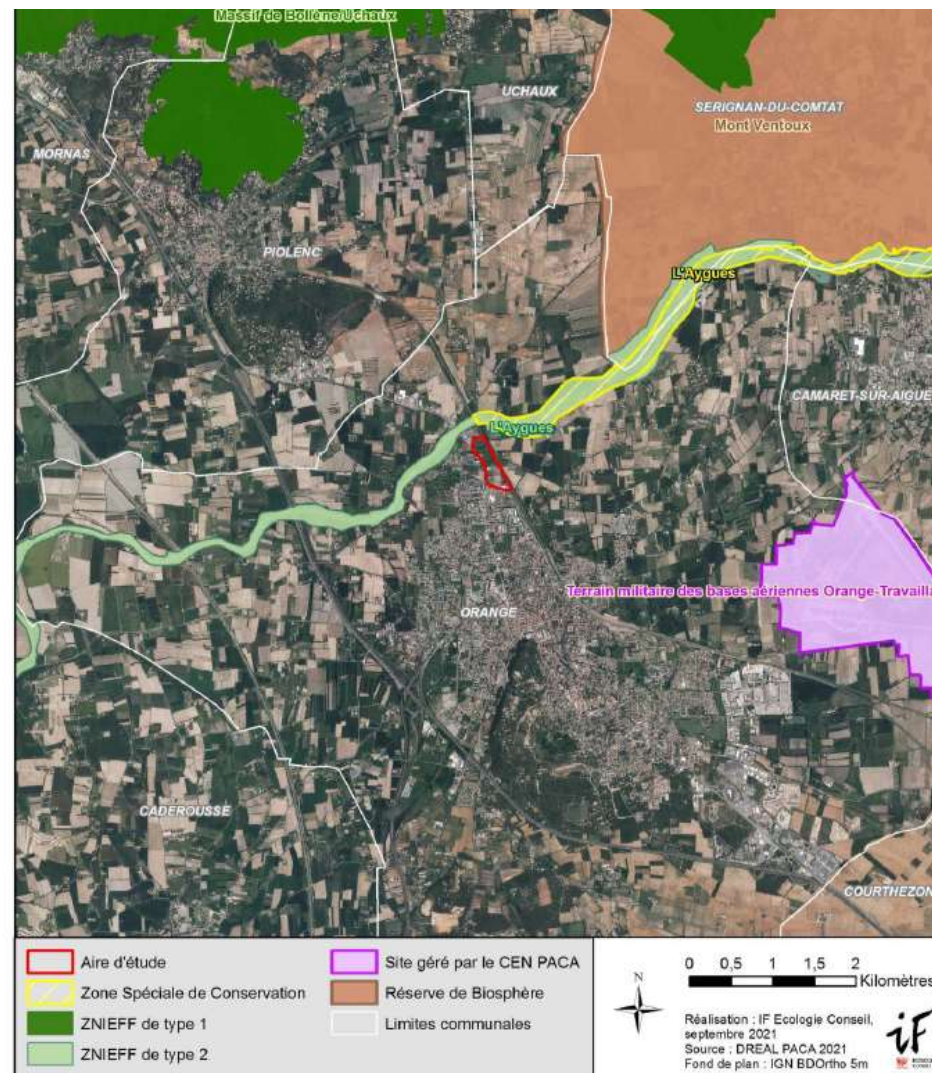 Massif de Bollène/Uchaux
UCHAUX
SERIGNAN-DU-COMTAT
Mont Ventoux
MORNAS
PIOLENC
L'Aygues
CAMARET-SUR-AIGUE
L'Aygues
Terrain militaire des bases aériennes Orange-Travailla
ORANGE
CADEROUSSE
COURTHEZON
Aire d'étude
Zone Spéciale de Conservation
ZNIEFF de type 1
ZNIEFF de type 2
Site géré par le CEN PACA
Réserve de Biosphère
Limites communales
N
0 0,5 1 2
Kilomètres
Réalisation : IF Ecologie Conseil,
septembre 2021
Source : DREAL PACA 2021
Fond de plan : IGN BDOrtho 5m
iF